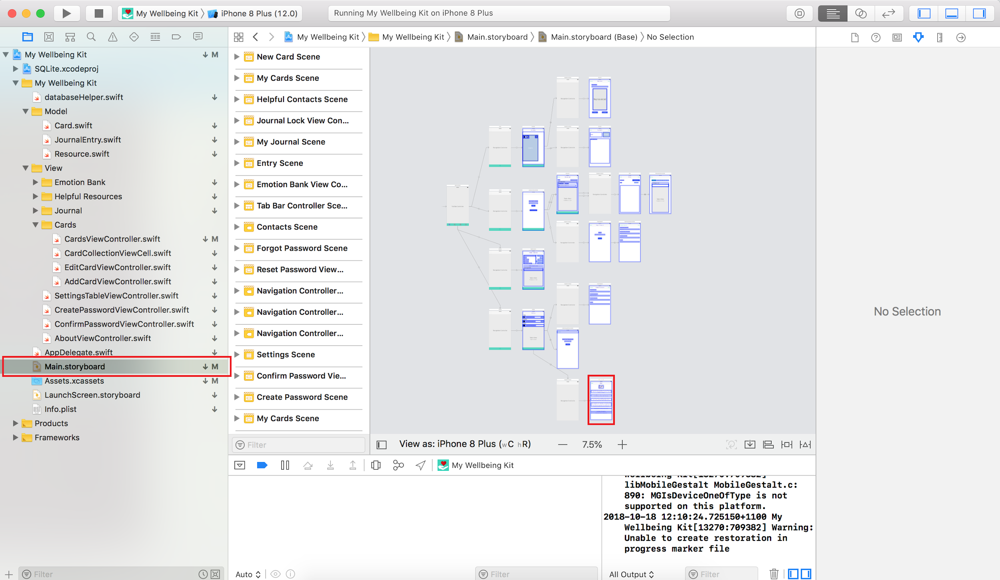 My Wellbeing Kit iPhone 8 Plus (12.0)
Running My Wellbeing Kit on iPhone 8 Plus
My Wellbeing Kit My Wellbeing Kit Main.storyboard Main.storyboard (Base) No Selection
My Wellbeing Kit M
SQLite.xcodeproj
My Wellbeing Kit
databaseHelper.swift
Model
Card.swift
JournalEntry.swift
Resource.swift
View
Emotion Bank
Helpful Resources
Journal
Cards
CardsViewController.swift M
CardCollectionViewCell.swift
EditCardViewController.swift
AddCardViewController.swift
SettingsTableViewController.swift
CreatePasswordViewController.swift
ConfirmPasswordViewController.swift
AboutViewController.swift
AppDelegate.swift
Main.storyboard M
Assets.xcassets M
LaunchScreen.storyboard
Info.plist
Products
Frameworks
Filter
New Card Scene
My Cards Scene
Helpful Contacts Scene
Journal Lock View Con...
My Journal Scene
Entry Scene
Emotion Bank View Co...
Tab Bar Controller Sce...
Contacts Scene
Forgot Password Scene
Reset Password View...
Navigation Controller...
Navigation Controller...
Navigation Controller...
Settings Scene
Confirm Password Vie...
Create Password Scene
My Cards Scene
Filter
View as: iPhone 8 Plus (wC hR)
7.5%
No Selection
My Wellbeing Kit
Wellbeing Kit[13270:709382]
libMobileGestalt MobileGestalt.c:
890: MGIsDeviceOneOfType is not
supported on this platform.
2018-10-18 12:10:24.725150+1100 My
Wellbeing Kit[13270:709382] Warning:
Unable to create restoration in
progress marker file
Auto
Filter
All Output
Filter